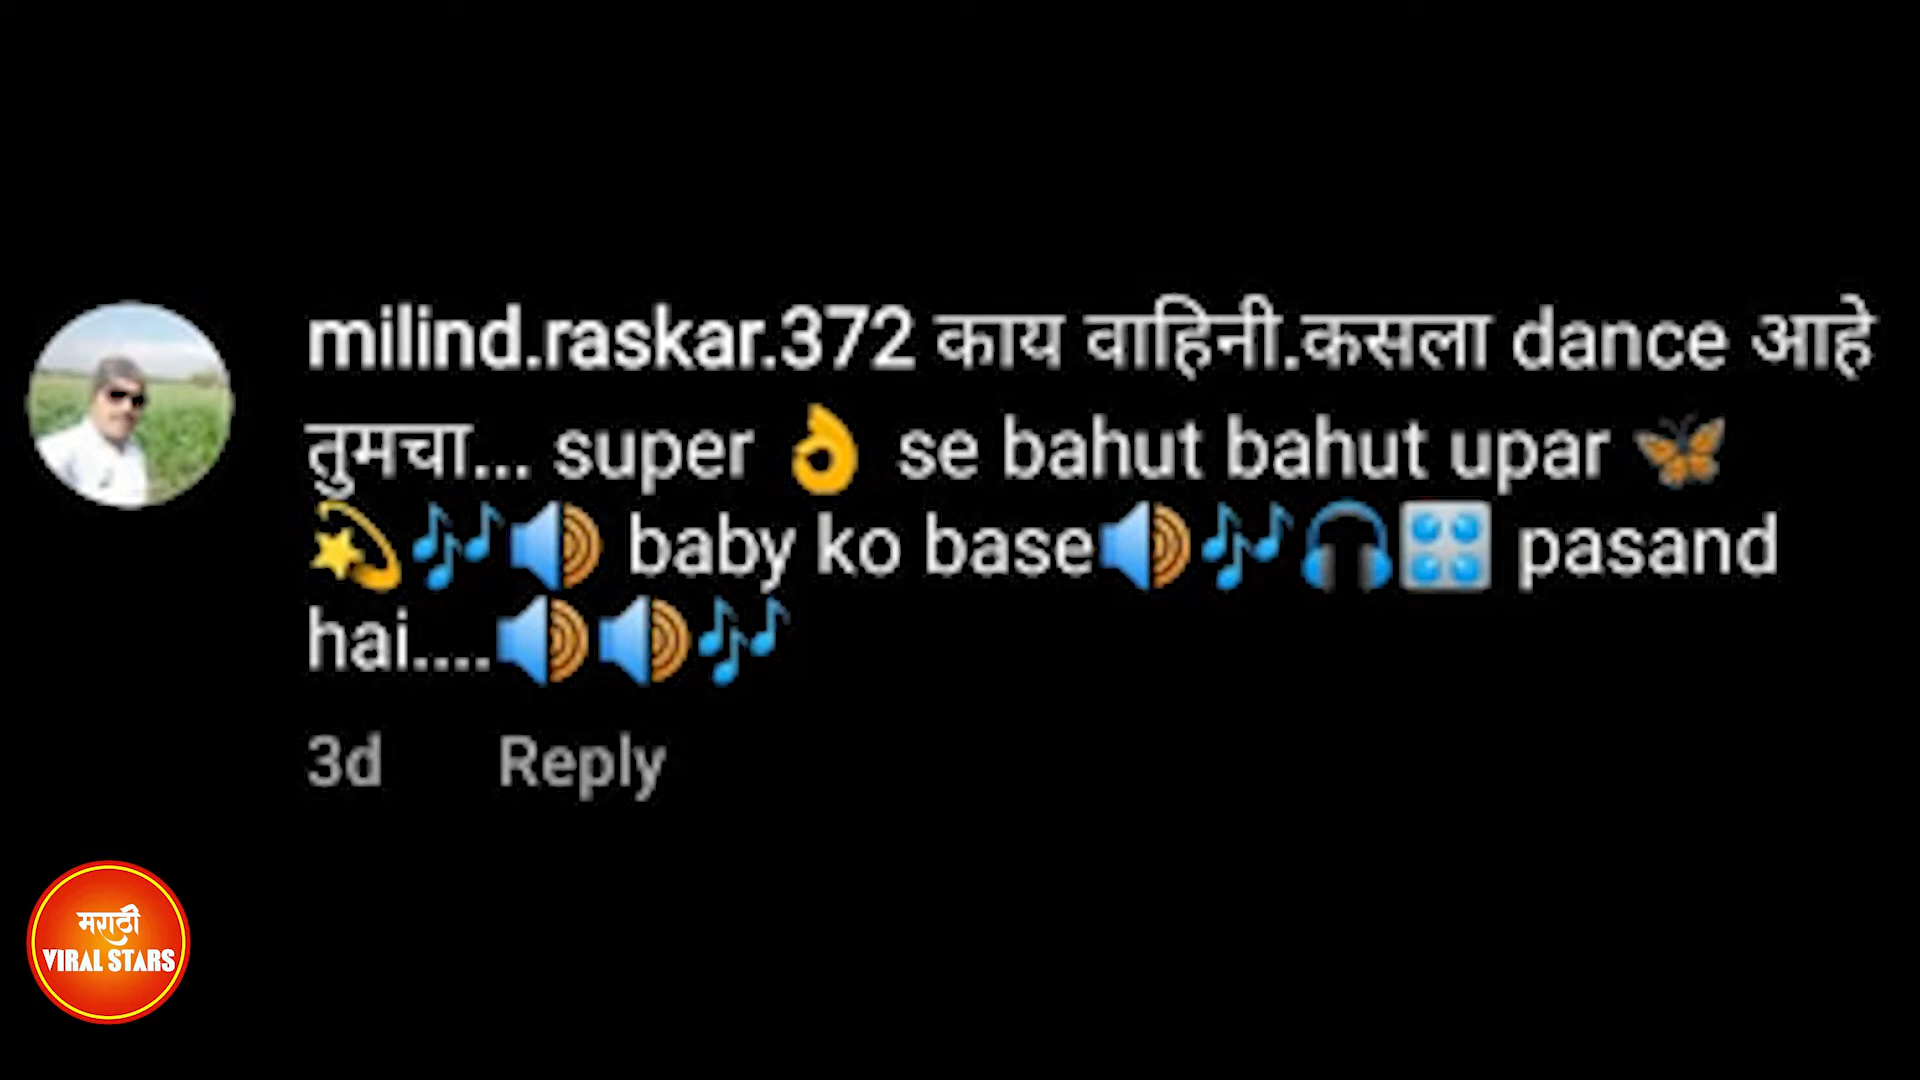 milind.raskar.372 काय वाहिनी.कसला dance आहे
तुमचा... super 👌 se bahut bahut upar 🦋
💫🎶🔊 baby ko base🔊🎶🎧🎛 pasand
hai....🔊🔊🎶
3d Reply
मराठी
VIRAL STARS